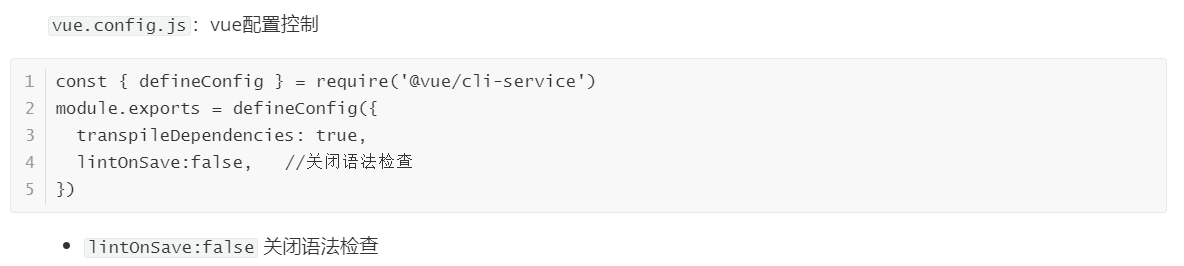 vue.config.js：vue配置控制
1 const { defineConfig } = require('@vue/cli-service')
2 module.exports = defineConfig({
3   transpileDependencies: true,
4   lintOnSave:false,   //关闭语法检查
5 })
• lintOnSave:false 关闭语法检查